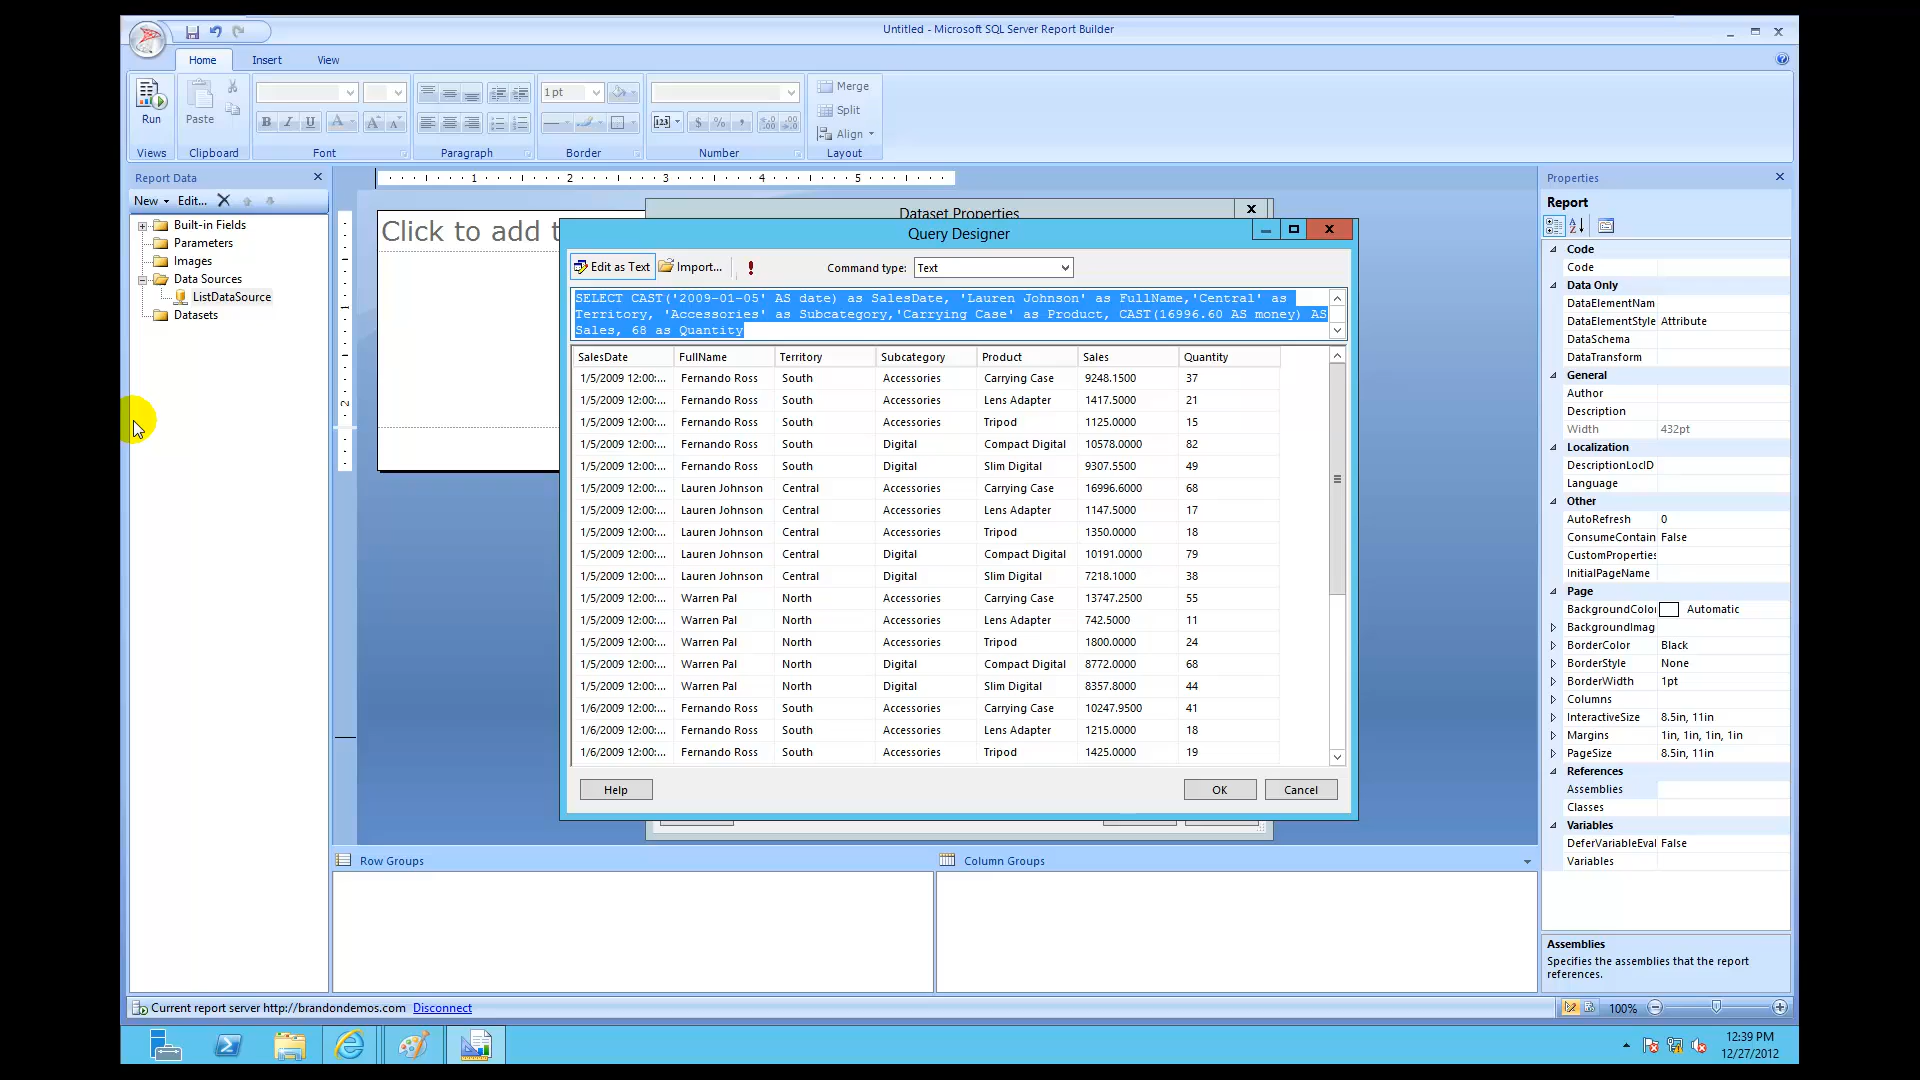 Untitled - Microsoft SQL Server Report Builder
Home Insert View
Run
Paste
1 pt
B I U A A A
$ % ,
Merge
Split
Align
Views Clipboard Font Paragraph Border Number Layout
Report Data
New Edit...
Built-in Fields
Parameters
Images
Data Sources
ListDataSource
Datasets
1 2 3 4 5
1
2
Click to add t
Dataset Properties
Query Designer
Edit as Text Import... Command type: Text
SELECT CAST('2009-01-05' AS date) as SalesDate, 'Lauren Johnson' as FullName,'Central' as
Territory, 'Accessories' as Subcategory,'Carrying Case' as Product, CAST(16996.60 AS money) AS
Sales, 68 as Quantity
SalesDate FullName Territory Subcategory Product Sales Quantity
1/5/2009 12:00:... Fernando Ross South Accessories Carrying Case 9248.1500 37
1/5/2009 12:00:... Fernando Ross South Accessories Lens Adapter 1417.5000 21
1/5/2009 12:00:... Fernando Ross South Accessories Tripod 1125.0000 15
1/5/2009 12:00:... Fernando Ross South Digital Compact Digital 10578.0000 82
1/5/2009 12:00:... Fernando Ross South Digital Slim Digital 9307.5500 49
1/5/2009 12:00:... Lauren Johnson Central Accessories Carrying Case 16996.6000 68
1/5/2009 12:00:... Lauren Johnson Central Accessories Lens Adapter 1147.5000 17
1/5/2009 12:00:... Lauren Johnson Central Accessories Tripod 1350.0000 18
1/5/2009 12:00:... Lauren Johnson Central Digital Compact Digital 10191.0000 79
1/5/2009 12:00:... Lauren Johnson Central Digital Slim Digital 7218.1000 38
1/5/2009 12:00:... Warren Pal North Accessories Carrying Case 13747.2500 55
1/5/2009 12:00:... Warren Pal North Accessories Lens Adapter 742.5000 11
1/5/2009 12:00:... Warren Pal North Accessories Tripod 1800.0000 24
1/5/2009 12:00:... Warren Pal North Digital Compact Digital 8772.0000 68
1/5/2009 12:00:... Warren Pal North Digital Slim Digital 8357.8000 44
1/6/2009 12:00:... Fernando Ross South Accessories Carrying Case 10247.9500 41
1/6/2009 12:00:... Fernando Ross South Accessories Lens Adapter 1215.0000 18
1/6/2009 12:00:... Fernando Ross South Accessories Tripod 1425.0000 19
Help OK Cancel
Row Groups Column Groups
Properties
Report
Code
Code
Data Only
DataElementNam
DataElementStyle Attribute
DataSchema
DataTransform
General
Author
Description
Width 432pt
Localization
DescriptionLocID
Language
Other
AutoRefresh 0
ConsumeContain False
CustomProperties
InitialPageName
Page
BackgroundColor Automatic
BackgroundImag
BorderColor Black
BorderStyle None
BorderWidth 1pt
Columns
InteractiveSize 8.5in, 11in
Margins 1in, 1in, 1in, 1in
PageSize 8.5in, 11in
References
Assemblies
Classes
Variables
DeferVariableEval False
Variables
Assemblies
Specifies the assemblies that the report
references.
Current report server http://brandondemos.com Disconnect
100%
12:39 PM
12/27/2012